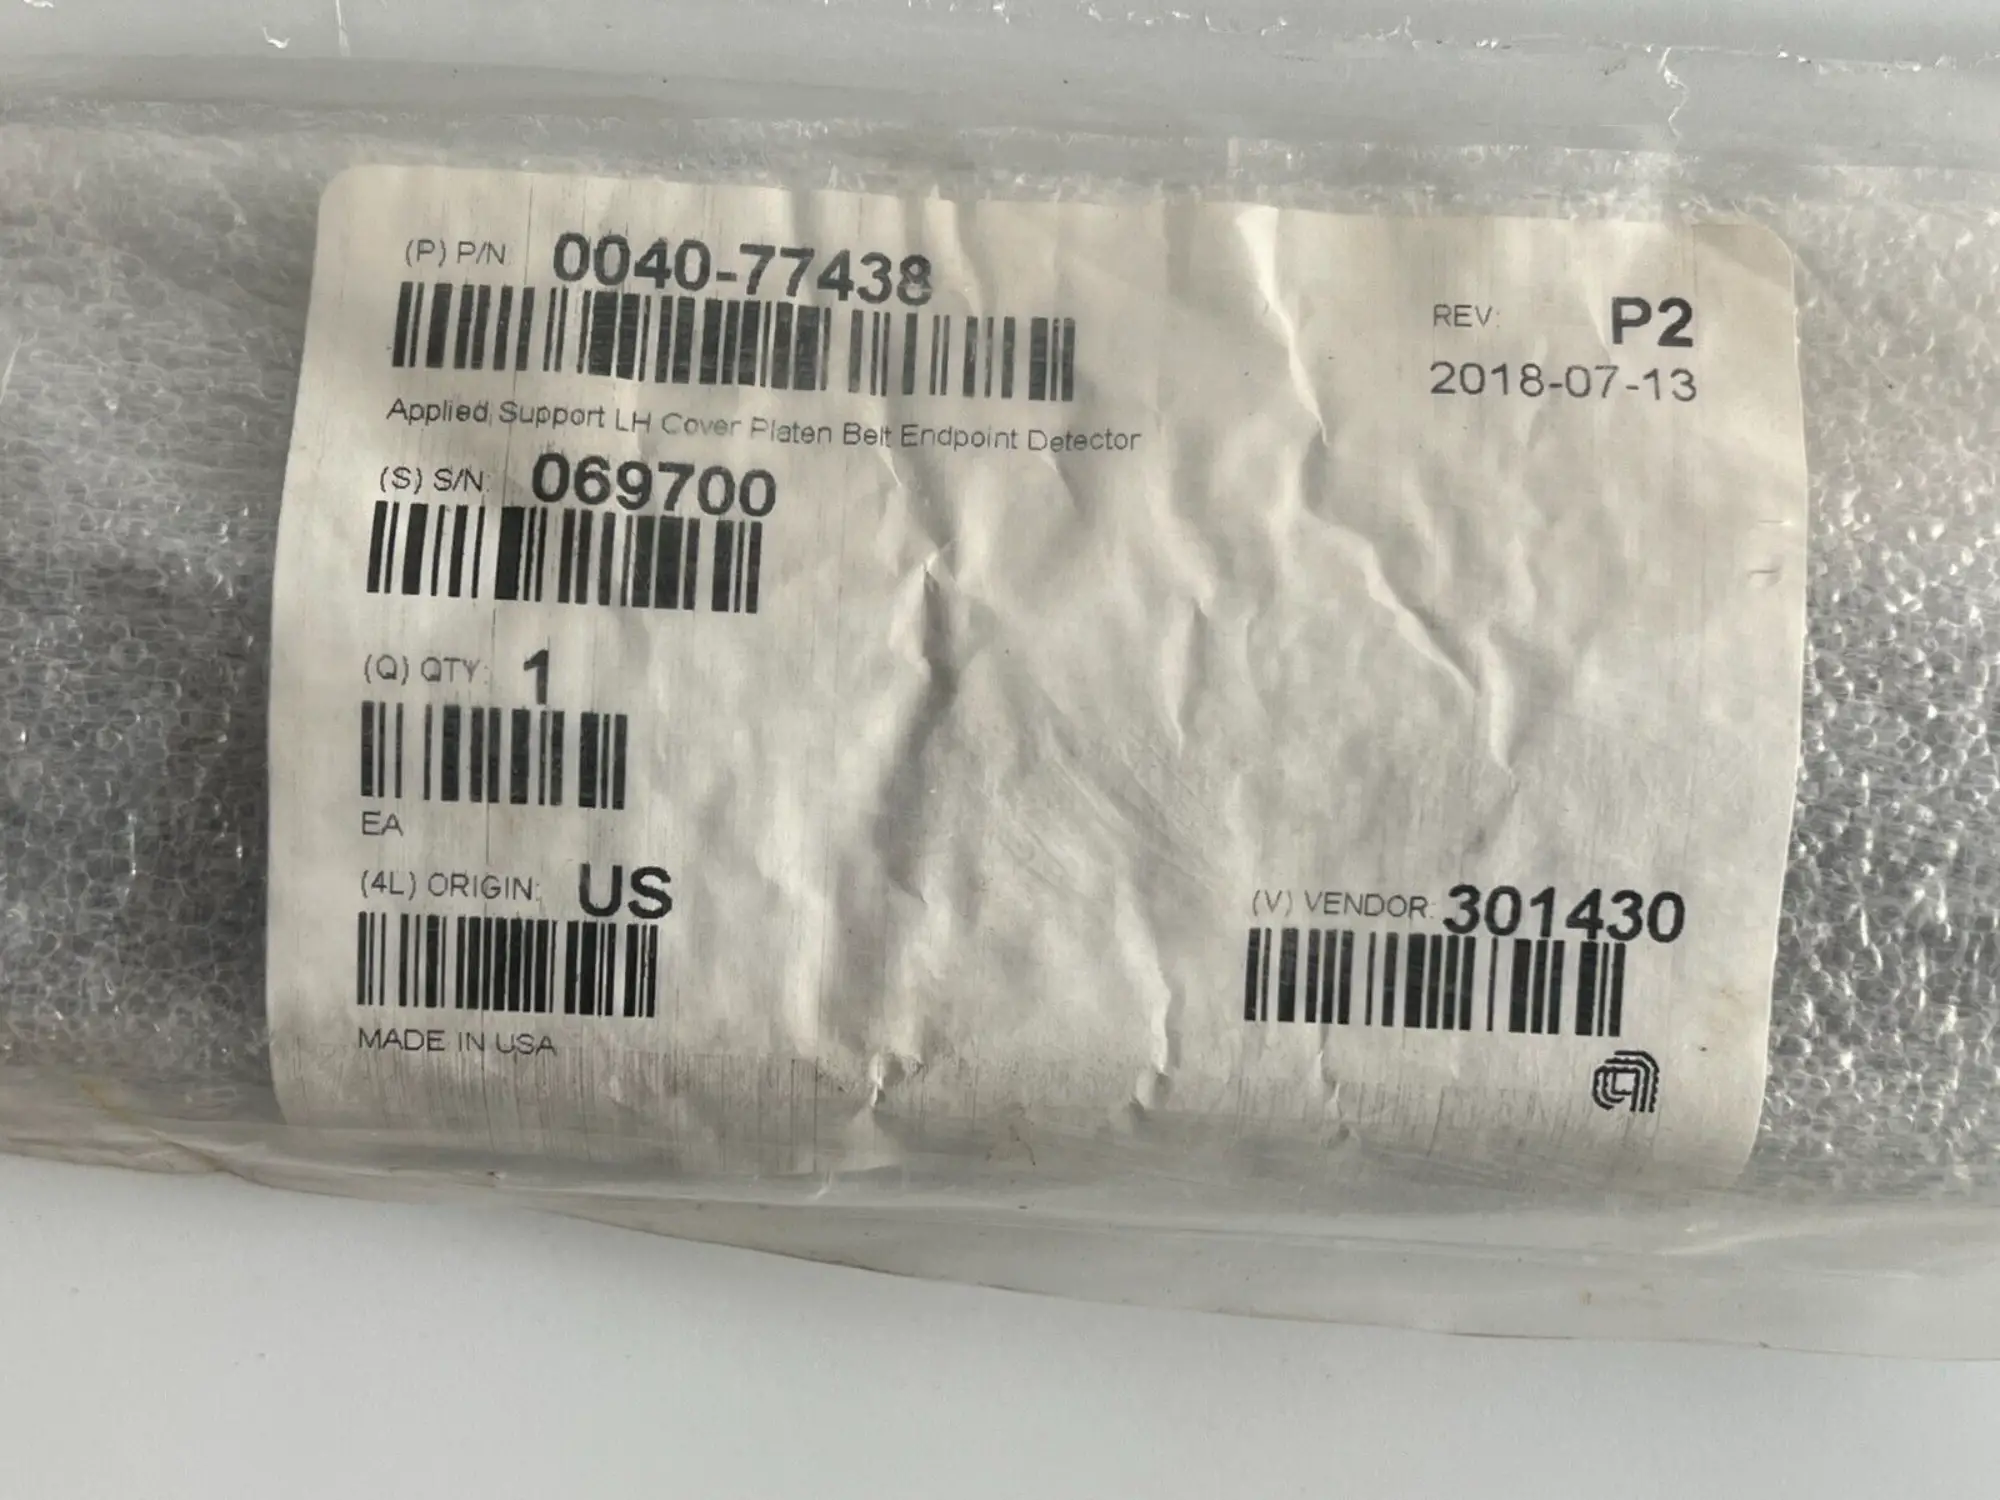 (P) P/N 0040-77438
REV: P2
2018-07-13
Applied, Support LH Cover Platen Belt Endpoint Detector
(S) S/N: 069700
(Q) QTY: 1
EA
(4L) ORIGIN: US
(V) VENDOR: 301430
MADE IN USA